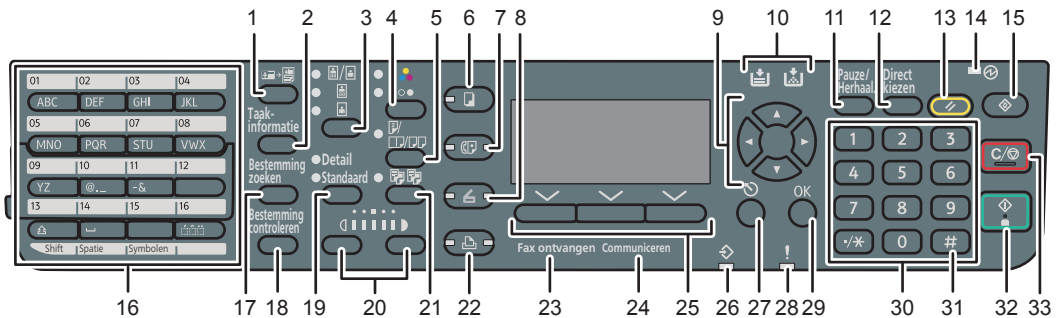 1 2 3 4 5 6 7 8 9 10 11 12 13 14 15
01 02 03 04
ABC DEF GHI JKL
05 06 07 08
MNO PQR STU VWX
09 10 11 12
YZ @._ -&
13 14 15 16
Shift Spatie Symbolen
Taak-
informatie
Bestemming
zoeken
Bestemming
controleren
Detail
Standaard
Fax ontvangen Communiceren
OK
Pauze/
Herhaal.
Direct
kiezen
1 2 3
4 5 6
7 8 9
·/* 0 #
C/
16 17 18 19 20 21 22 23 24 25 26 27 28 29 30 31 32 33